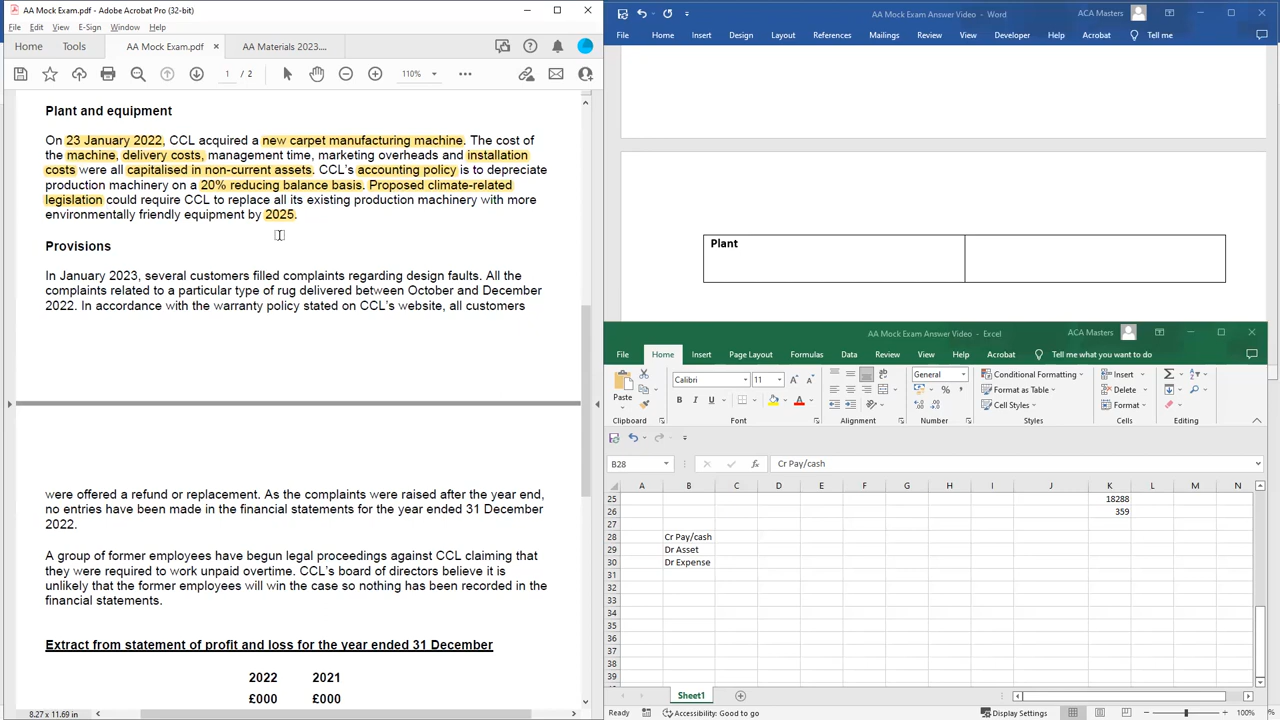 AA Mock Exam.pdf - Adobe Acrobat Pro (32-bit)
File Edit View E-Sign Window Help
Home Tools AA Mock Exam.pdf × AA Materials 2023....
1 / 2 110%
Plant and equipment
On 23 January 2022, CCL acquired a new carpet manufacturing machine. The cost of
the machine, delivery costs, management time, marketing overheads and installation
costs were all capitalised in non-current assets. CCL's accounting policy is to depreciate
production machinery on a 20% reducing balance basis. Proposed climate-related
legislation could require CCL to replace all its existing production machinery with more
environmentally friendly equipment by 2025.
Provisions
In January 2023, several customers filled complaints regarding design faults. All the
complaints related to a particular type of rug delivered between October and December
2022. In accordance with the warranty policy stated on CCL's website, all customers
were offered a refund or replacement. As the complaints were raised after the year end,
no entries have been made in the financial statements for the year ended 31 December
2022.
A group of former employees have begun legal proceedings against CCL claiming that
they were required to work unpaid overtime. CCL's board of directors believe it is
unlikely that the former employees will win the case so nothing has been recorded in the
financial statements.
Extract from statement of profit and loss for the year ended 31 December
2022 2021
£000 £000
8.27 x 11.69 in
AA Mock Exam Answer Video - Word ACA Masters
File Home Insert Design Layout References Mailings Review View Developer Help Acrobat Tell me
Plant
AA Mock Exam Answer Video - Excel ACA Masters
File Home Insert Page Layout Formulas Data Review View Help Acrobat Tell me what you want to do
Paste Calibri 11 General Conditional Formatting Insert
B I U Format as Table Delete
Cell Styles Format
Clipboard Font Alignment Number Styles Cells Editing
B28 fx Cr Pay/cash
A B C D E F G H I J K L M N
25 18288
26 359
27
28 Cr Pay/cash
29 Dr Asset
30 Dr Expense
31
32
33
34
35
36
37
38
39
Sheet1
Ready Accessibility: Good to go Display Settings 100%